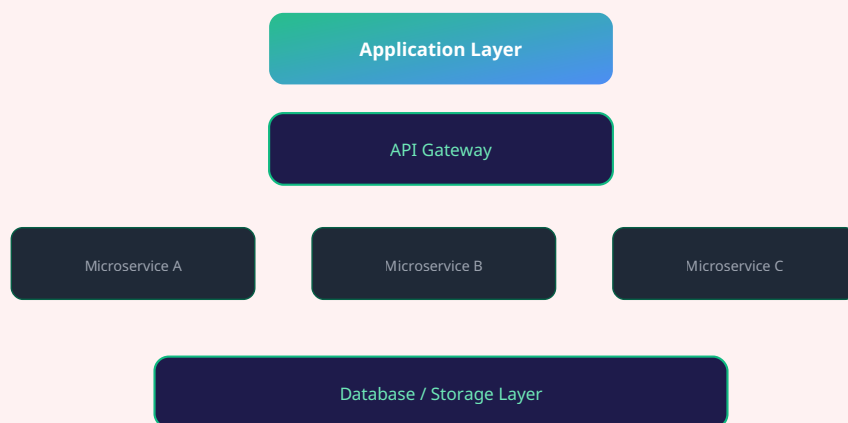 Application Layer
API Gateway
Microservice A
Microservice B
Microservice C
Database / Storage Layer